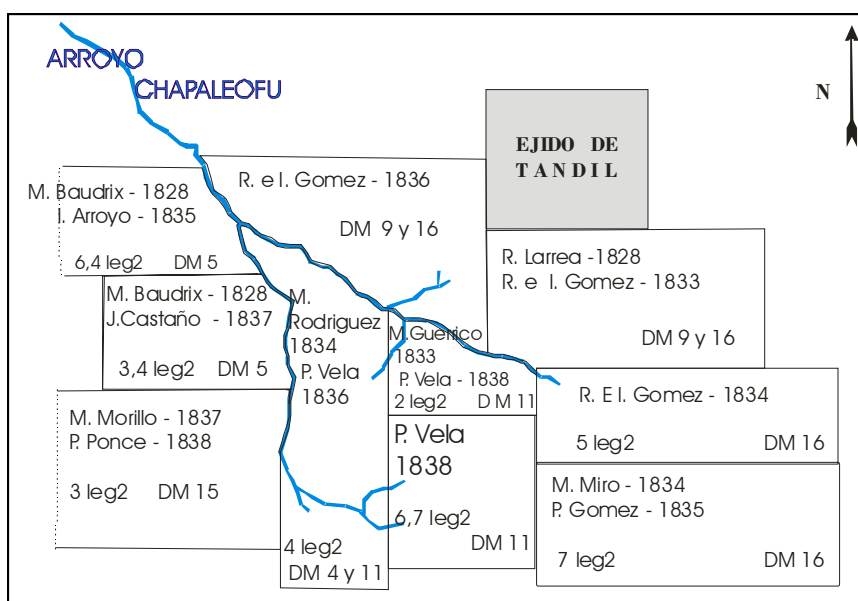 ARROYO
CHAPALEOFU
N
EJIDO DE
TANDIL
R. e I. Gomez - 1836
DM 9 y 16
M. Baudrix - 1828
I. Arroyo - 1835
6,4 leg2 DM 5
R. Larrea -1828
R. e I. Gomez - 1833
DM 9 y 16
M. Baudrix - 1828
J.Castaño - 1837
3,4 leg2 DM 5
M.
Rodriguez
1834
P. Vela
1836
4 leg2
DM 4 y 11
M.Guerrico
1833
P. Vela - 1838
2 leg2 D M 11
R. E I. Gomez - 1834
5 leg2 DM 16
M. Morillo - 1837
P. Ponce - 1838
3 leg2 DM 15
P. Vela
1838
6,7 leg2
DM 11
M. Miro - 1834
P. Gomez - 1835
7 leg2 DM 16